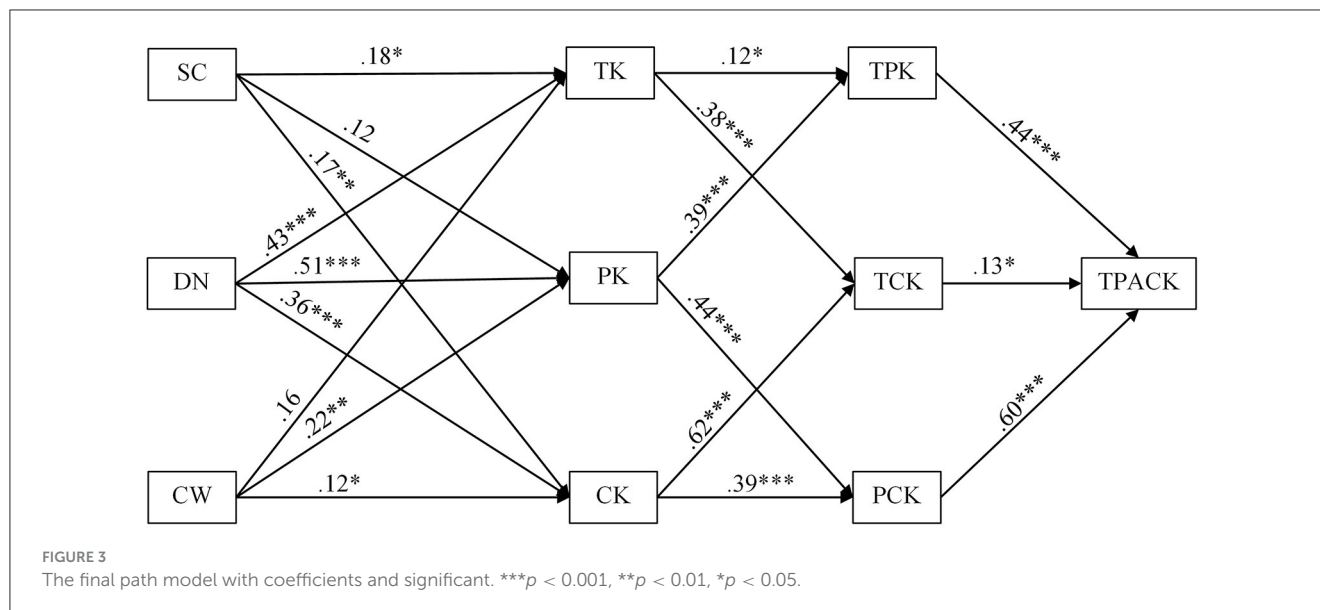 SC
.18*
TK
.12*
TPK
.12
.17**
.38***
.44***
.43***
.39***
DN
.51***
PK
TCK
.13*
TPACK
.36***
.44***
.16
.22**
.62***
.60***
CW
.12*
CK
.39***
PCK
FIGURE 3
The final path model with coefficients and significant. ***p < 0.001, **p < 0.01, *p < 0.05.